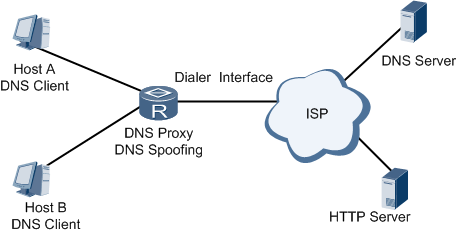 DNS Server
Host A
DNS Client
Dialer Interface
R
ISP
DNS Proxy
DNS Spoofing
Host B
DNS Client
HTTP Server